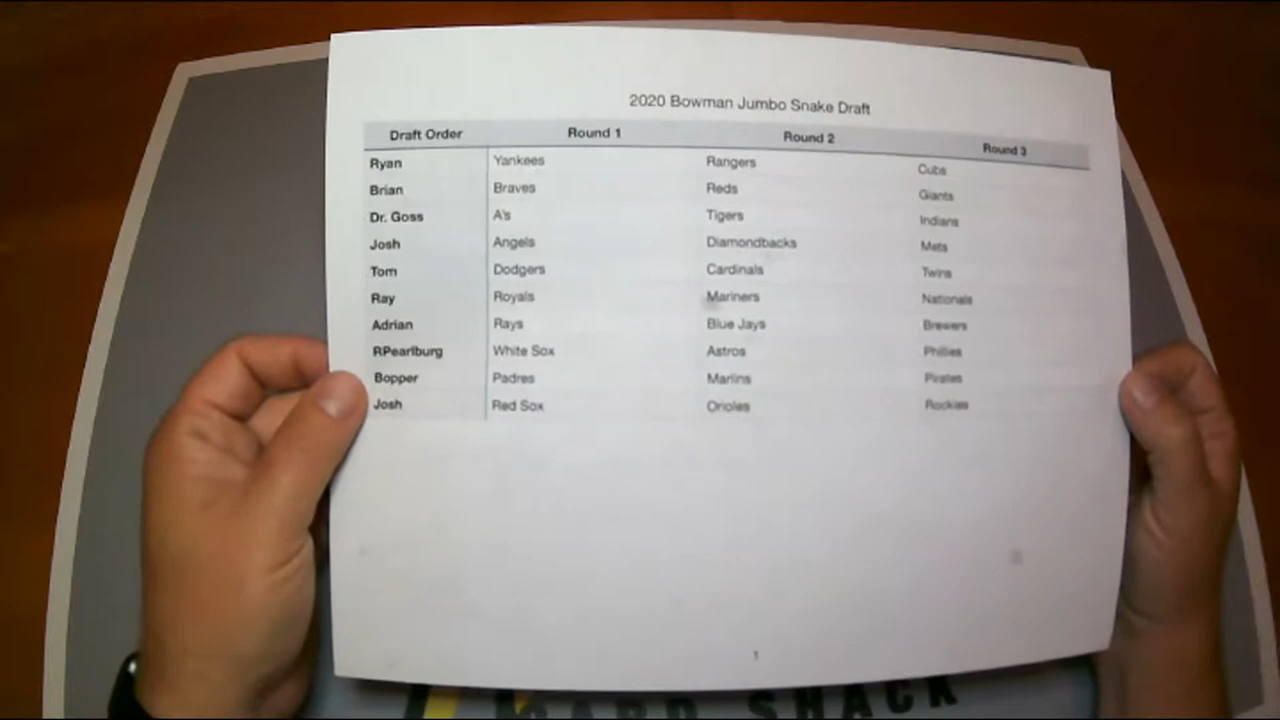 2020 Bowman Jumbo Snake Draft
Draft Order Round 1 Round 2 Round 3
Ryan Yankees Rangers Cubs
Brian Braves Reds Giants
Dr. Goss A's Tigers Indians
Josh Angels Diamondbacks Mets
Tom Dodgers Cardinals Twins
Ray Royals Mariners Nationals
Adrian Rays Blue Jays Brewers
RPearlburg White Sox Astros Phillies
Bopper Padres Marlins Pirates
Josh Red Sox Orioles Rockies
1
CARD SHACK